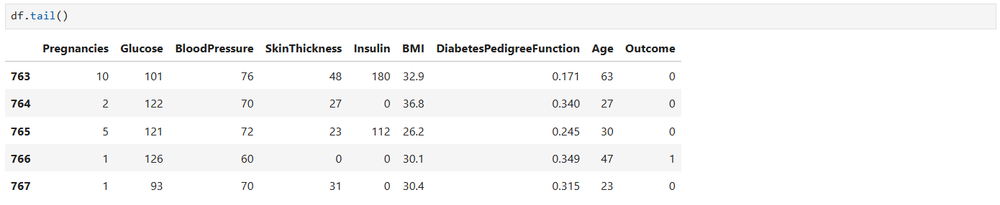 df.tail()
Pregnancies Glucose BloodPressure SkinThickness Insulin BMI DiabetesPedigreeFunction Age Outcome
763 10 101 76 48 180 32.9 0.171 63 0
764 2 122 70 27 0 36.8 0.340 27 0
765 5 121 72 23 112 26.2 0.245 30 0
766 1 126 60 0 0 30.1 0.349 47 1
767 1 93 70 31 0 30.4 0.315 23 0